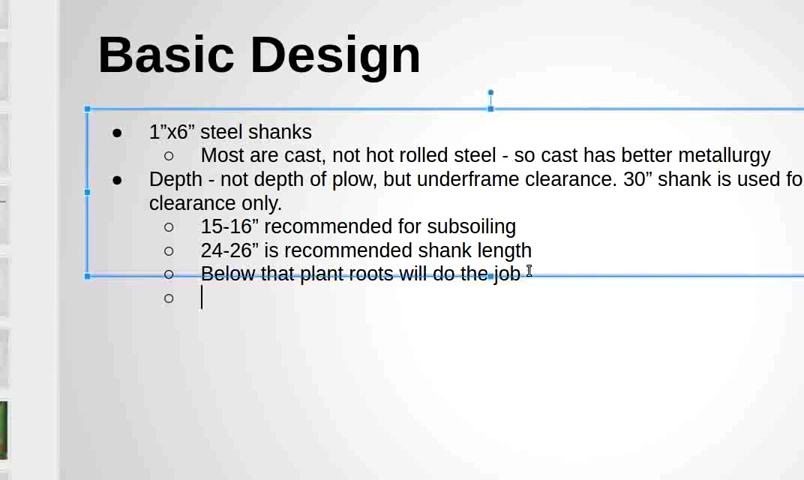 Basic Design
● 1”x6” steel shanks
○ Most are cast, not hot rolled steel - so cast has better metallurgy
● Depth - not depth of plow, but underframe clearance. 30” shank is used
clearance only.
○ 15-16” recommended for subsoiling
○ 24-26” is recommended shank length
○ Below that plant roots will do the job
○